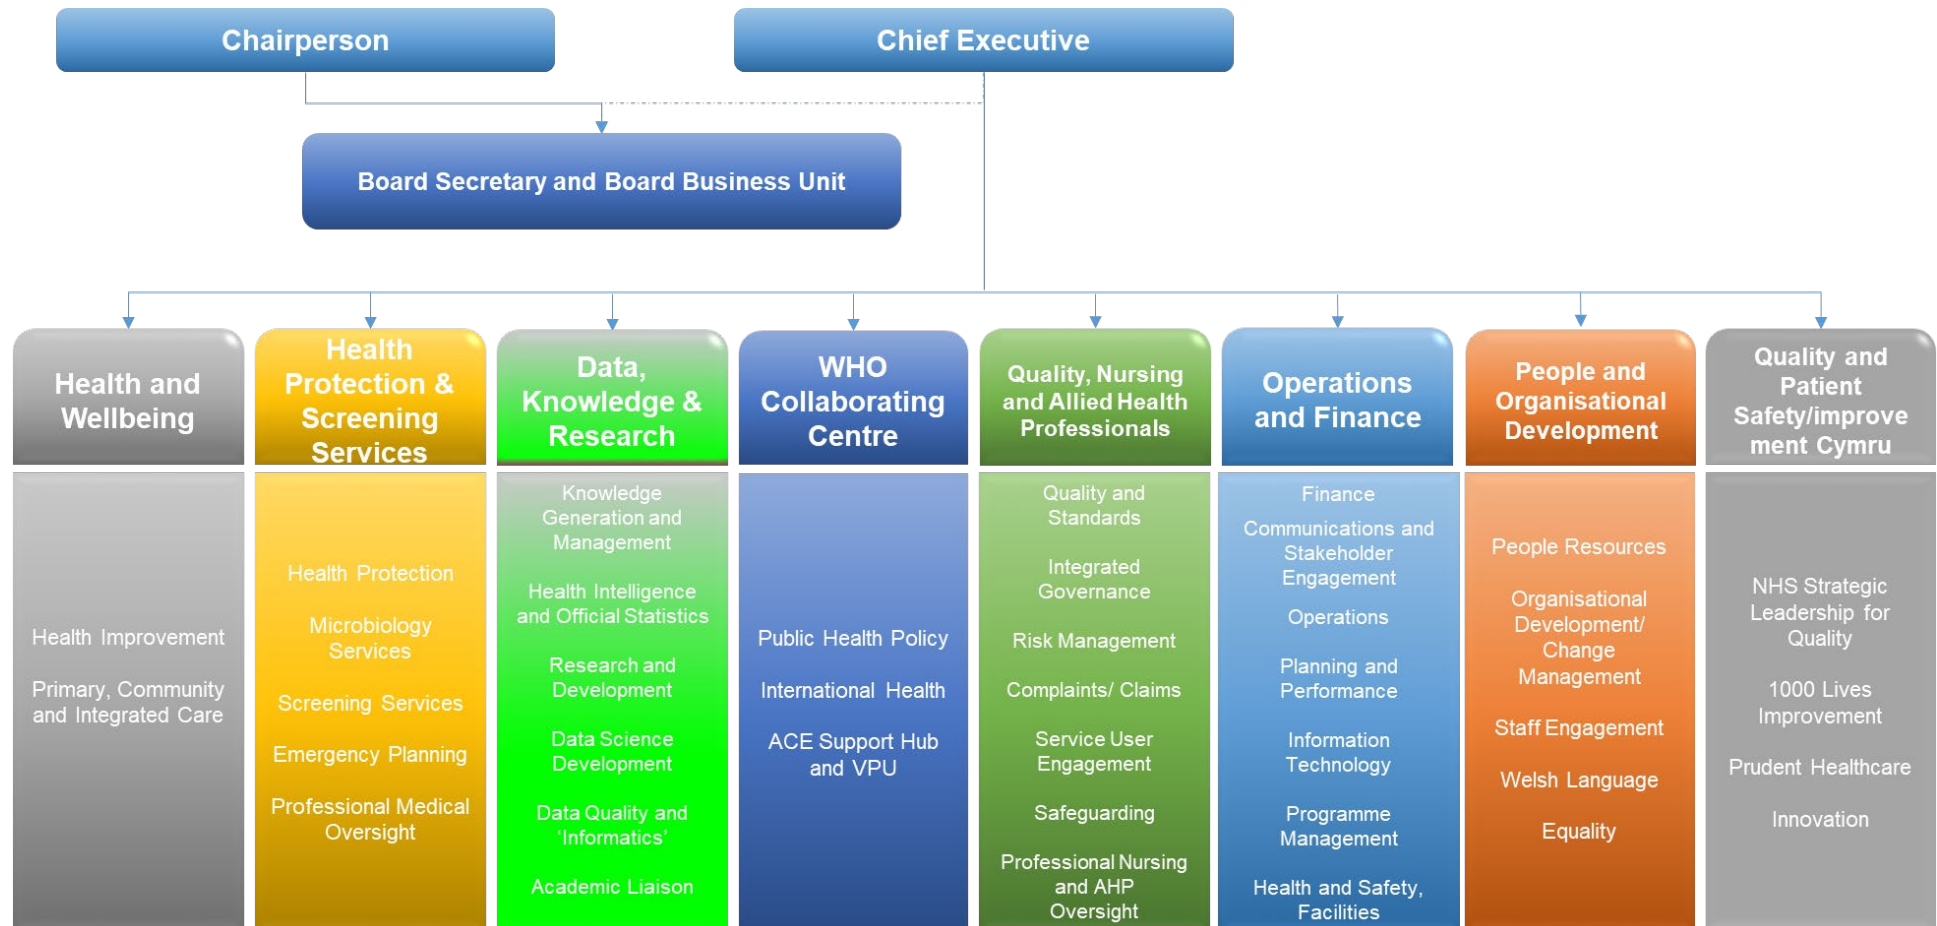 Chairperson
Chief Executive
Board Secretary and Board Business Unit
Health and
Wellbeing
Health
Protection &
Screening
Services
Data,
Knowledge &
Research
WHO
Collaborating
Centre
Quality, Nursing
and Allied Health
Professionals
Operations
and Finance
People and
Organisational
Development
Quality and
Patient
Safety/improve
ment Cymru
Health Improvement
Primary, Community
and Integrated Care
Health Protection
Microbiology
Services
Screening Services
Emergency Planning
Professional Medical
Oversight
Knowledge
Generation and
Management
Health Intelligence
and Official Statistics
Research and
Development
Data Science
Development
Data Quality and
‘Informatics’
Academic Liaison
Public Health Policy
International Health
ACE Support Hub
and VPU
Quality and
Standards
Integrated
Governance
Risk Management
Complaints/ Claims
Service User
Engagement
Safeguarding
Professional Nursing
and AHP
Oversight
Finance
Communications and
Stakeholder
Engagement
Operations
Planning and
Performance
Information
Technology
Programme
Management
Health and Safety,
Facilities
People Resources
Organisational
Development/
Change
Management
Staff Engagement
Welsh Language
Equality
NHS Strategic
Leadership for
Quality
1000 Lives
Improvement
Prudent Healthcare
Innovation